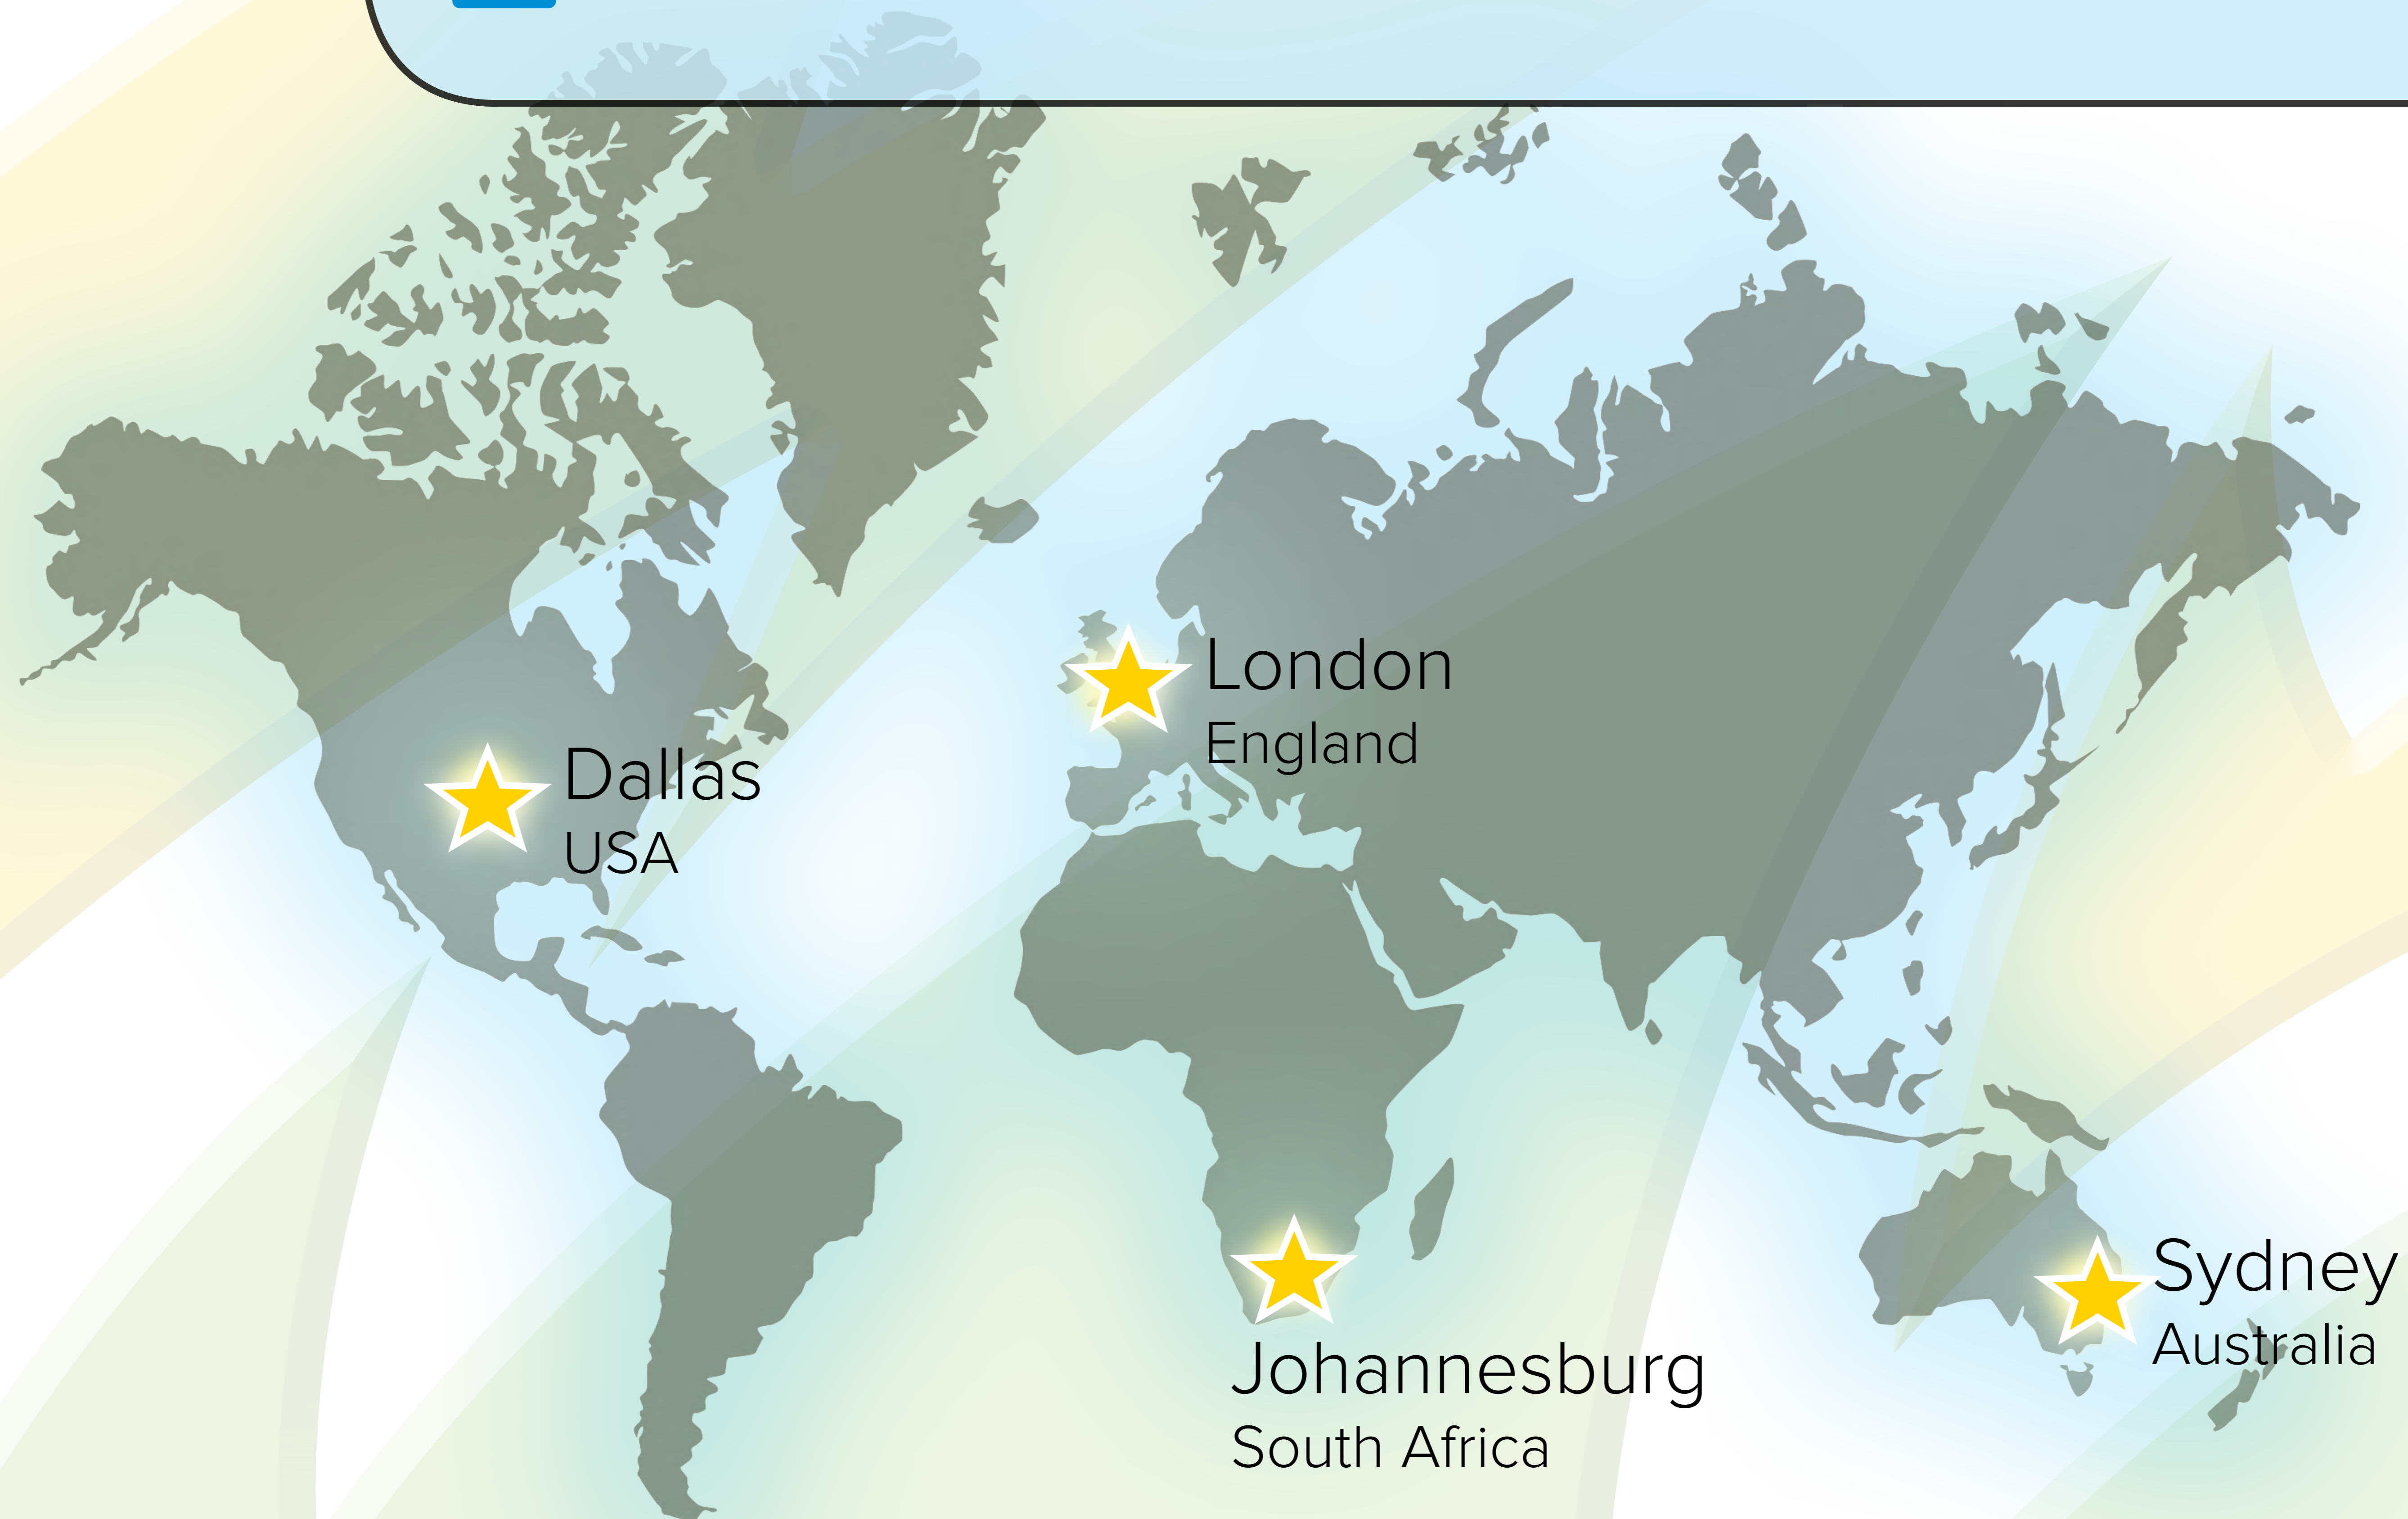 London
England
Dallas
USA
Sydney
Australia
Johannesburg
South Africa